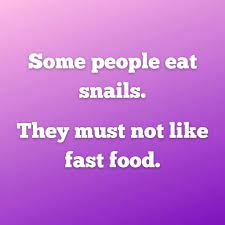 Some people eat
snails.
They must not like
fast food.